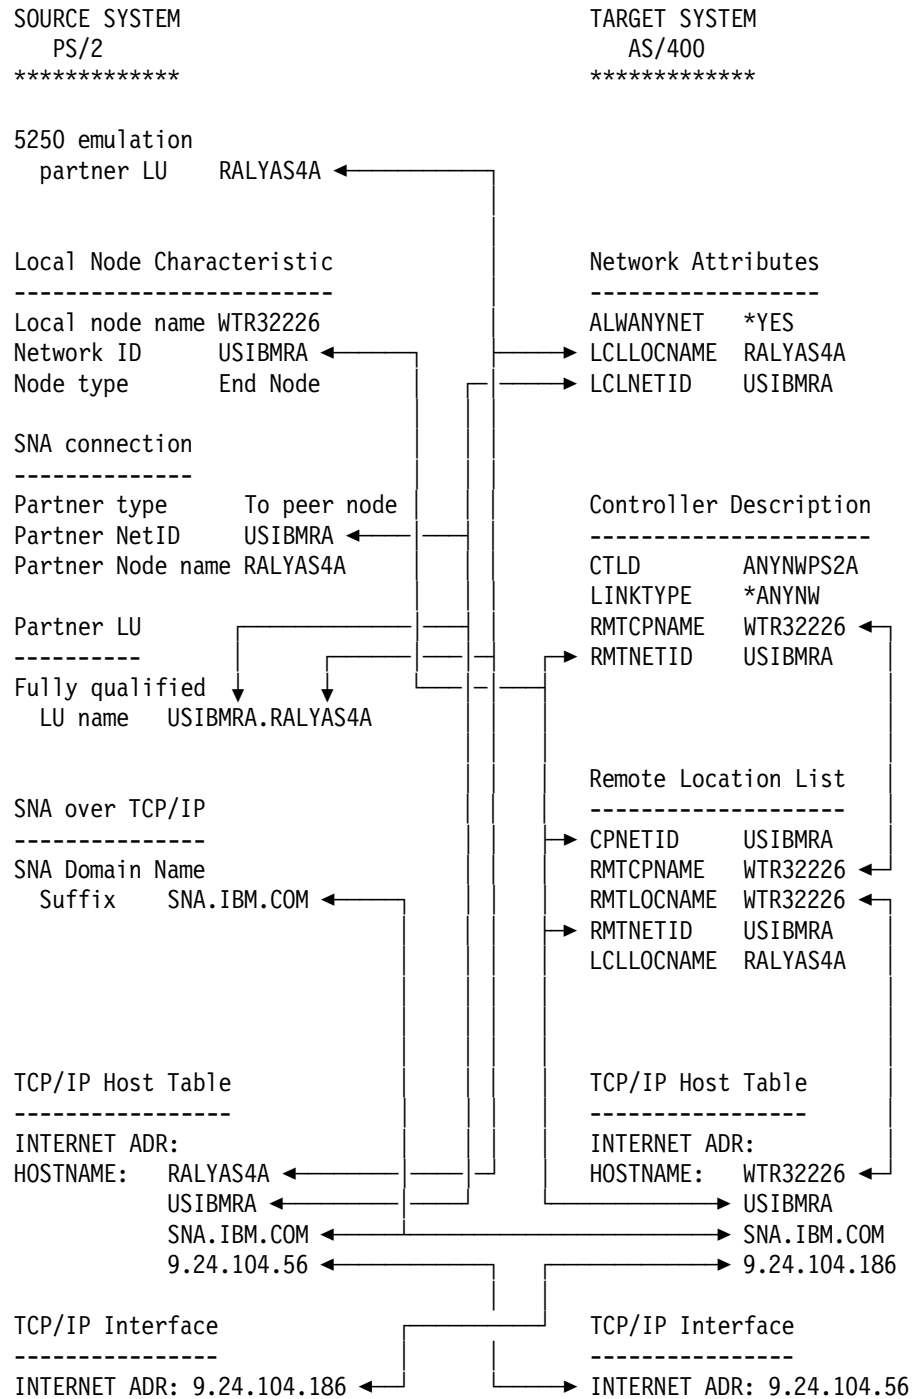 SOURCE SYSTEM TARGET SYSTEM
PS/2 AS/400
************* *************
5250 emulation
partner LU RALYAS4A
Local Node Characteristic Network Attributes
------------------------- ------------------
Local node name WTR32226 ALWANYNET *YES
Network ID USIBMRA LCLLOCNAME RALYAS4A
Node type End Node LCLNETID USIBMRA
SNA connection
--------------
Partner type To peer node Controller Description
Partner NetID USIBMRA ----------------------
Partner Node name RALYAS4A CTLD ANYNWPS2A
LINKTYPE *ANYNW
Partner LU RMTCPNAME WTR32226
---------- RMTNETID USIBMRA
Fully qualified
LU name USIBMRA.RALYAS4A
Remote Location List
SNA over TCP/IP --------------------
--------------- CPNETID USIBMRA
SNA Domain Name RMTCPNAME WTR32226
Suffix SNA.IBM.COM RMTLOCNAME WTR32226
RMTNETID USIBMRA
LCLLOCNAME RALYAS4A
TCP/IP Host Table TCP/IP Host Table
----------------- -----------------
INTERNET ADR: INTERNET ADR:
HOSTNAME: RALYAS4A HOSTNAME: WTR32226
USIBMRA USIBMRA
SNA.IBM.COM SNA.IBM.COM
9.24.104.56 9.24.104.186
TCP/IP Interface TCP/IP Interface
---------------- ----------------
INTERNET ADR: 9.24.104.186 INTERNET ADR: 9.24.104.56